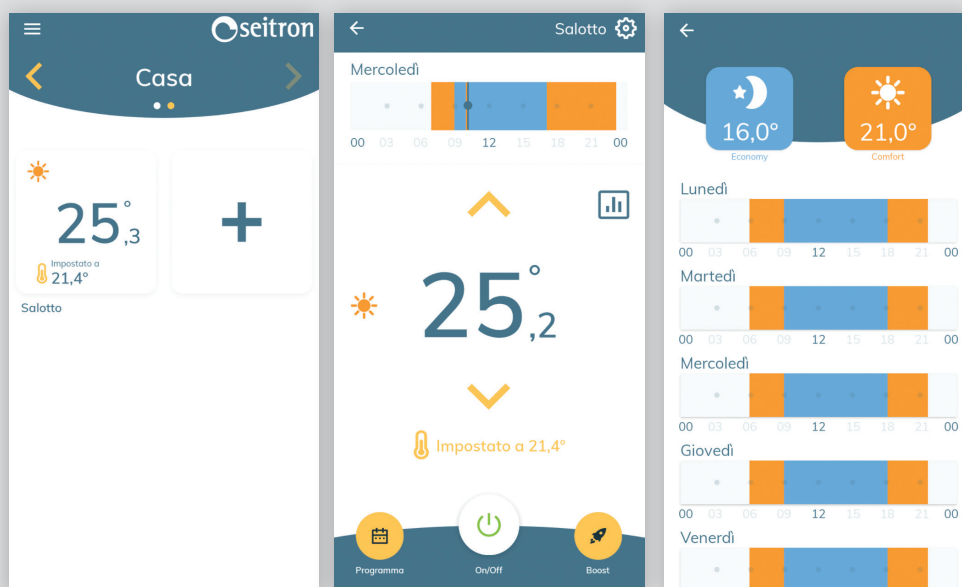 seitron
Casa
25,3°
Impostato a
21,4°
Salotto
Salotto
Mercoledì
00 03 06 09 12 15 18 21 00
25,2°
Impostato a 21,4°
Programma
On/Off
Boost
16,0°
Economy
21,0°
Comfort
Lunedì
00 03 06 09 12 15 18 21 00
Martedì
00 03 06 09 12 15 18 21 00
Mercoledì
00 03 06 09 12 15 18 21 00
Giovedì
00 03 06 09 12 15 18 21 00
Venerdì